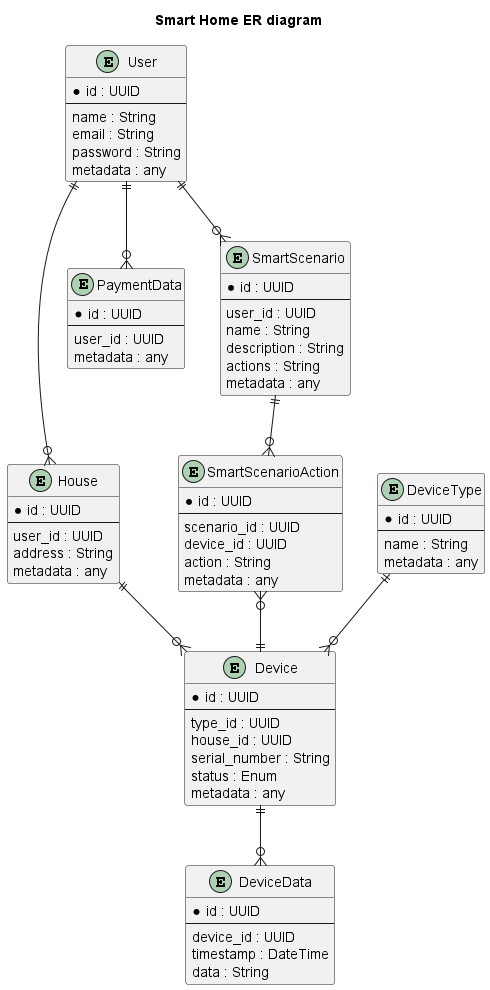 Smart Home ER diagram
E User
* id : UUID
name : String
email : String
password : String
metadata : any
E PaymentData
* id : UUID
user_id : UUID
metadata : any
E SmartScenario
* id : UUID
user_id : UUID
name : String
description : String
actions : String
metadata : any
E House
* id : UUID
user_id : UUID
address : String
metadata : any
E SmartScenarioAction
* id : UUID
scenario_id : UUID
device_id : UUID
action : String
metadata : any
E DeviceType
* id : UUID
name : String
metadata : any
E Device
* id : UUID
type_id : UUID
house_id : UUID
serial_number : String
status : Enum
metadata : any
E DeviceData
* id : UUID
device_id : UUID
timestamp : DateTime
data : String